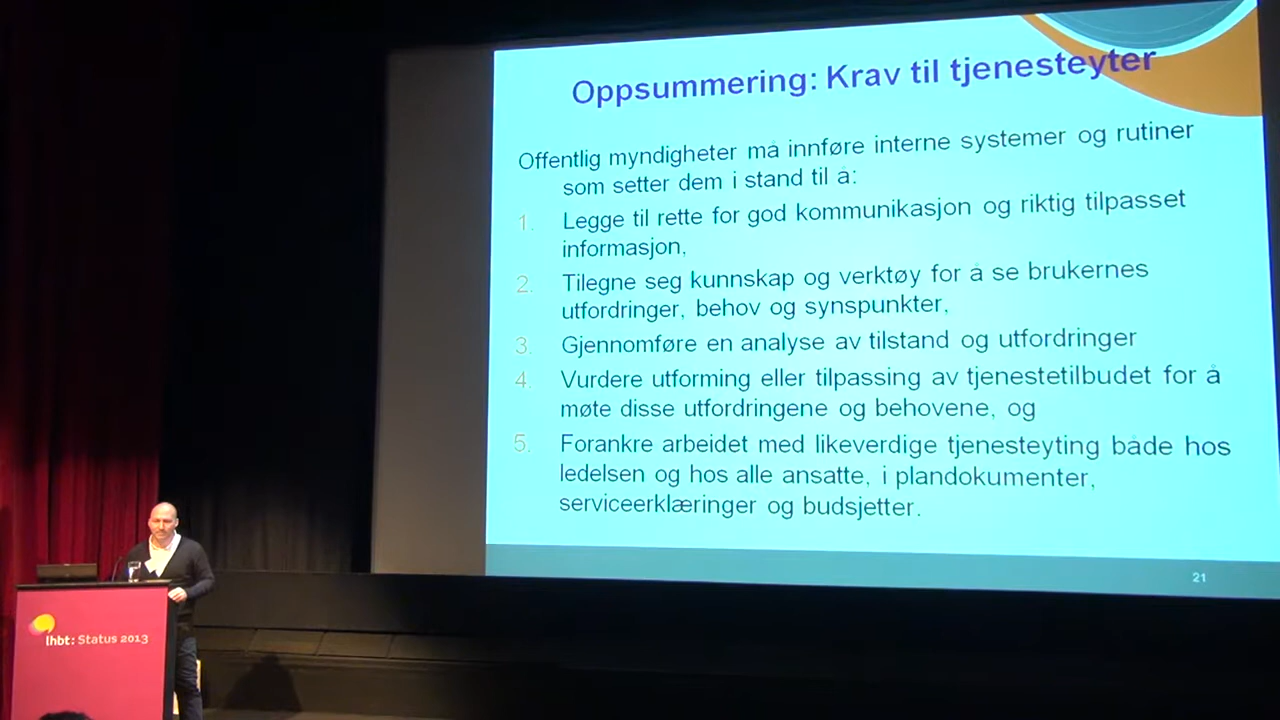 Oppsummering: Krav til tjenesteyter
Offentlig myndigheter må innføre interne systemer og rutiner
som setter dem i stand til å:
1. Legge til rette for god kommunikasjon og riktig tilpasset
informasjon,
2. Tilegne seg kunnskap og verktøy for å se brukernes
utfordringer, behov og synspunkter,
3. Gjennomføre en analyse av tilstand og utfordringer
4. Vurdere utforming eller tilpassing av tjenestetilbudet for å
møte disse utfordringene og behovene, og
5. Forankre arbeidet med likeverdige tjenesteyting både hos
ledelsen og hos alle ansatte, i plandokumenter,
serviceerklæringer og budsjetter.
21
lhbt: Status 2013